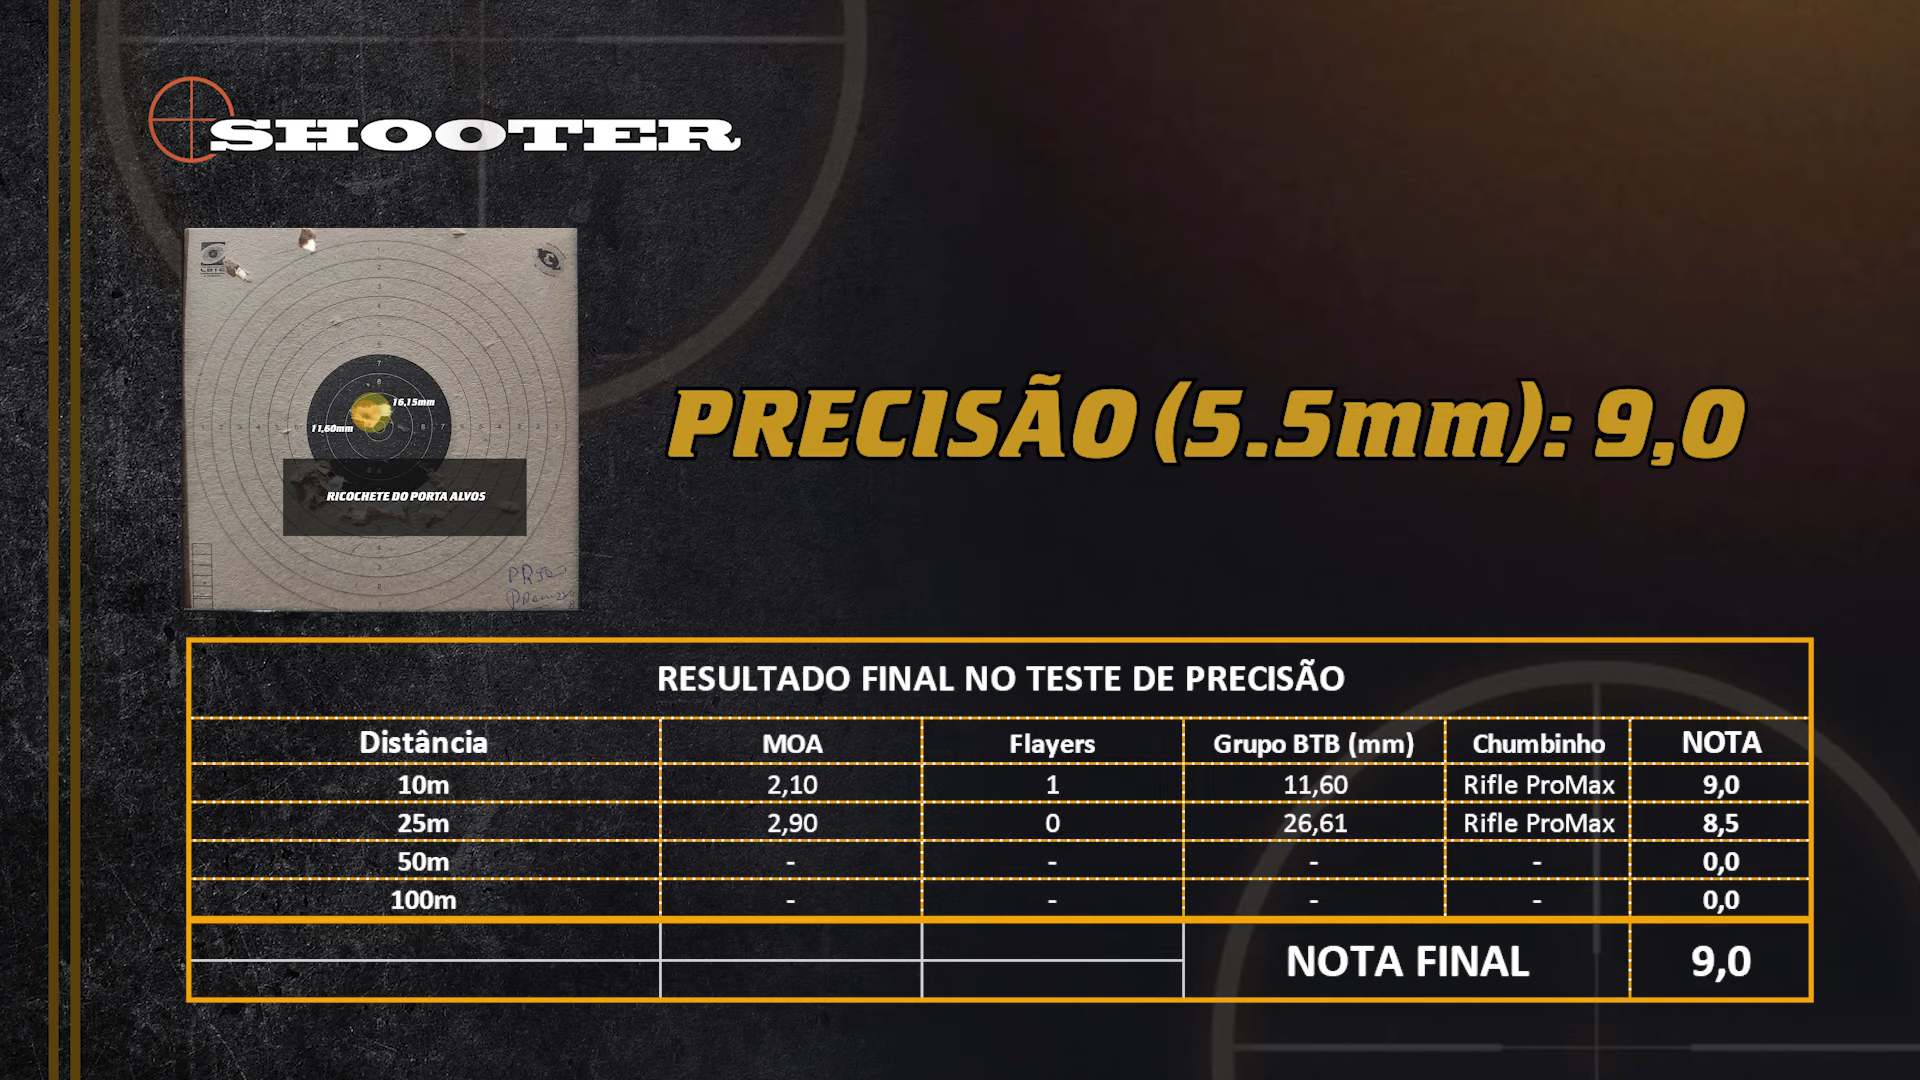 SHOOTER
16,15mm
11,60mm
RICOCHETE DO PORTA ALVOS
PRECISÃO (5.5mm): 9,0
RESULTADO FINAL NO TESTE DE PRECISÃO
Distância MOA Flayers Grupo BTB (mm) Chumbinho NOTA
10m 2,10 1 11,60 Rifle ProMax 9,0
25m 2,90 0 26,61 Rifle ProMax 8,5
50m - - - - 0,0
100m - - - - 0,0
NOTA FINAL 9,0